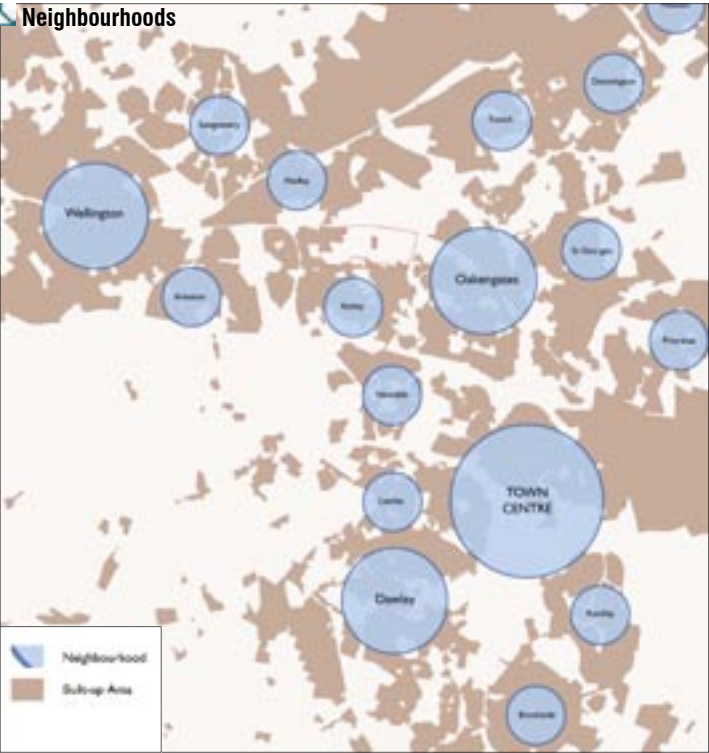 Neighbourhoods
Donnington
Trench
Leegomery
Hadley
Wellington
St Georges
Oakengates
Arleston
Ketley
Priorslee
Lawley
TOWN
CENTRE
Dawley
Brookside
Neighbourhood
Built-up Area